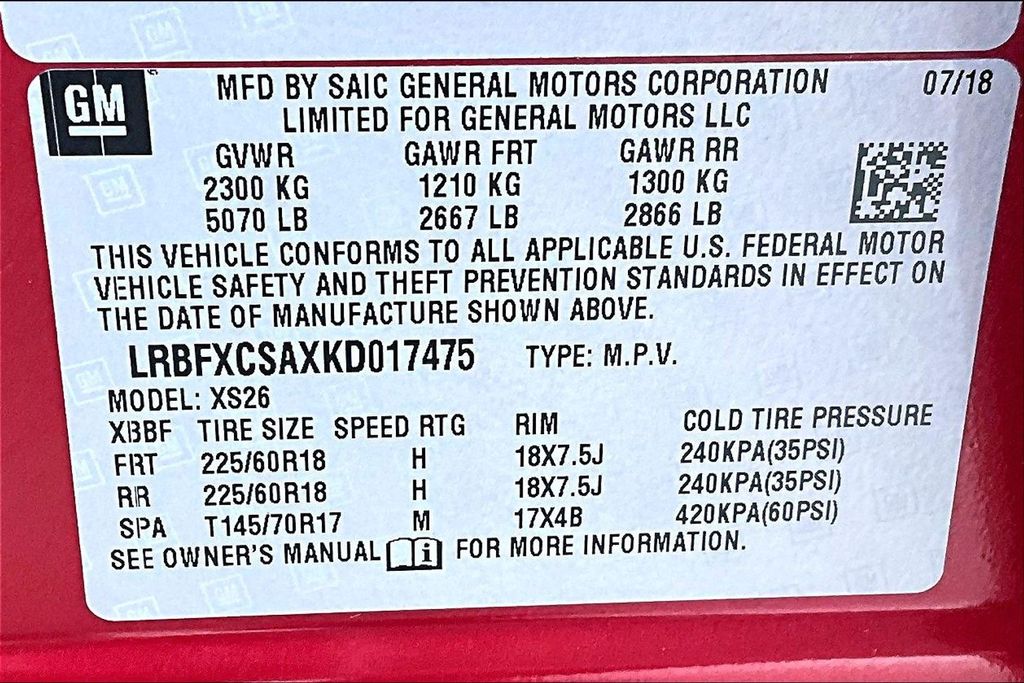 GM
MFD BY SAIC GENERAL MOTORS CORPORATION 07/18
LIMITED FOR GENERAL MOTORS LLC
GVWR GAWR FRT GAWR RR
2300 KG 1210 KG 1300 KG
5070 LB 2667 LB 2866 LB
THIS VEHICLE CONFORMS TO ALL APPLICABLE U.S. FEDERAL MOTOR
VEHICLE SAFETY AND THEFT PREVENTION STANDARDS IN EFFECT ON
THE DATE OF MANUFACTURE SHOWN ABOVE.
LRBFXCSAXKD017475 TYPE: M.P.V.
MODEL: XS26
XBBF TIRE SIZE SPEED RTG RIM COLD TIRE PRESSURE
FRT 225/60R18 H 18X7.5J 240KPA(35PSI)
RR 225/60R18 H 18X7.5J 240KPA(35PSI)
SPA T145/70R17 M 17X4B 420KPA(60PSI)
SEE OWNER'S MANUAL i FOR MORE INFORMATION.